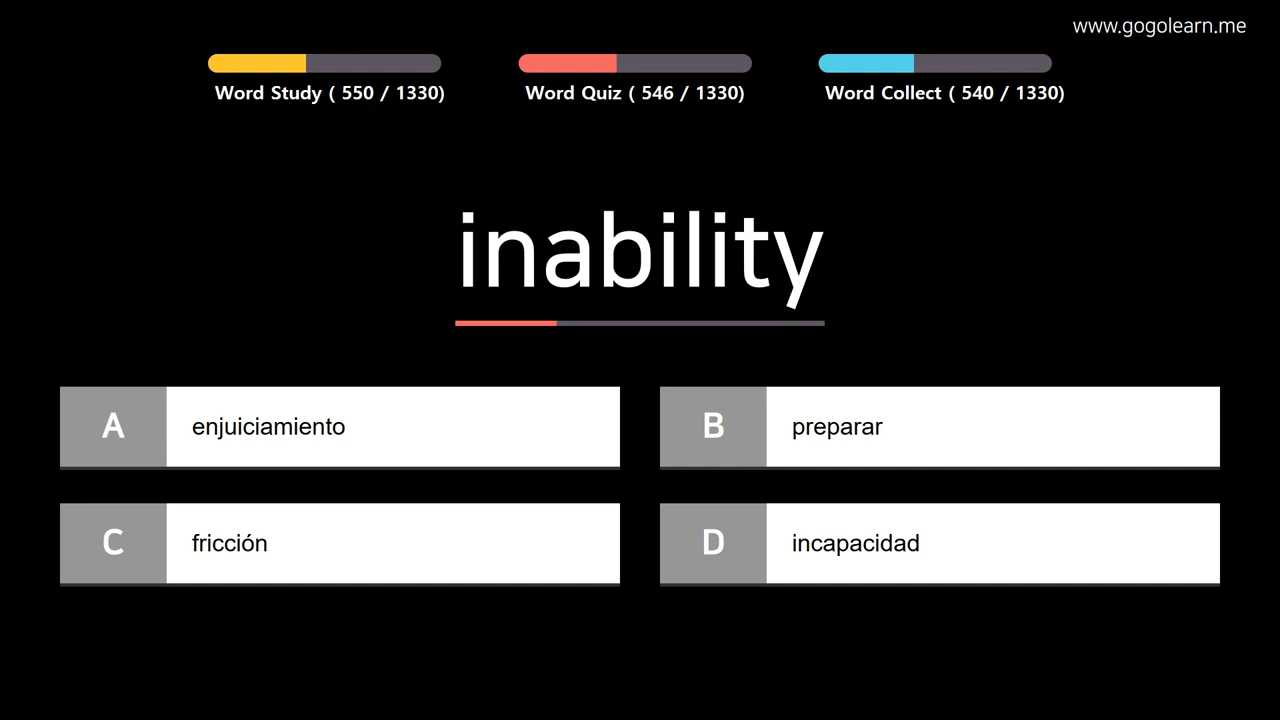 www.gogolearn.me
Word Study ( 550 / 1330)
Word Quiz ( 546 / 1330)
Word Collect ( 540 / 1330)
inability
A enjuiciamiento
B preparar
C fricción
D incapacidad